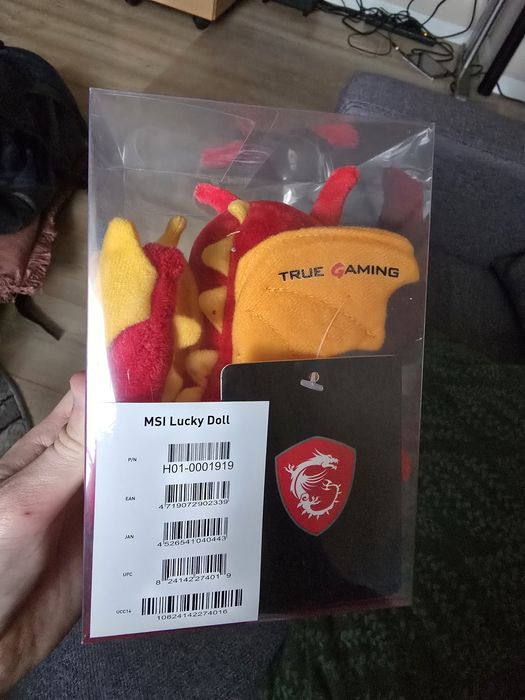 TRUE GAMING
MSI Lucky Doll
P/N
H01-0001919
EAN
4719072902339
JAN
4526541040443
UPC
8 24142 27401 9
UCC14
10824142274016